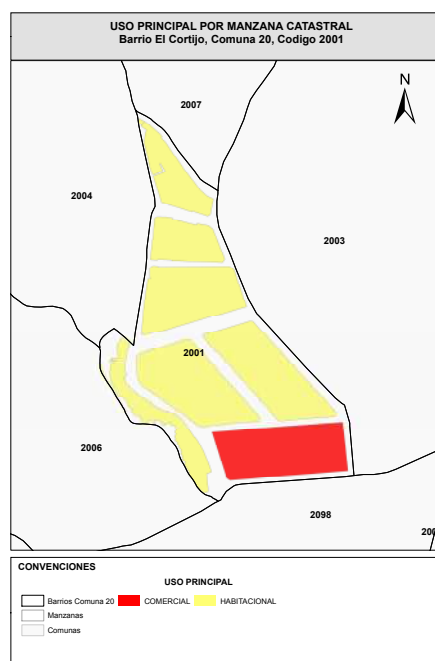 USO PRINCIPAL POR MANZANA CATASTRAL
Barrio El Cortijo, Comuna 20, Codigo 2001
2007
N
2004
2003
2001
2006
2098
CONVENCIONES
USO PRINCIPAL
Barrios Comuna 20 COMERCIAL HABITACIONAL
Manzanas
Comunas